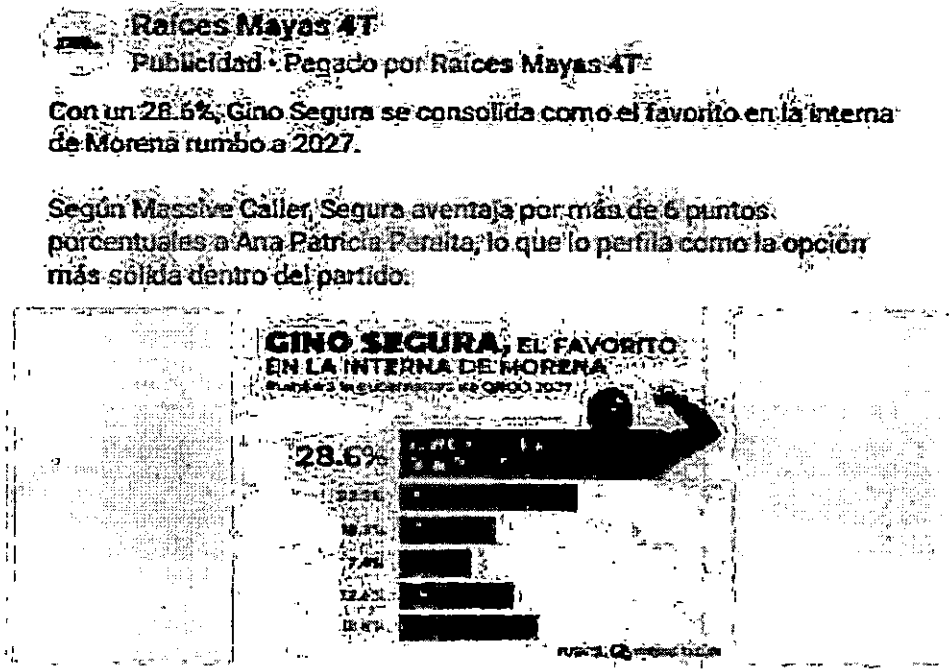 Raíces Mayas 4T
Publicidad • Pegado por Raíces Mayas 4T
Con un 28.6%, Gino Segura se consolida como el favorito en la interna
de Morena rumbo a 2027.
Según Massive Caller, Segura aventaja por más de 6 puntos
porcentuales a Ana Patricia Peralta, lo que lo perfila como la opción
más sólida dentro del partido.
GINO SEGURA, EL FAVORITO
EN LA INTERNA DE MORENA
28.6%